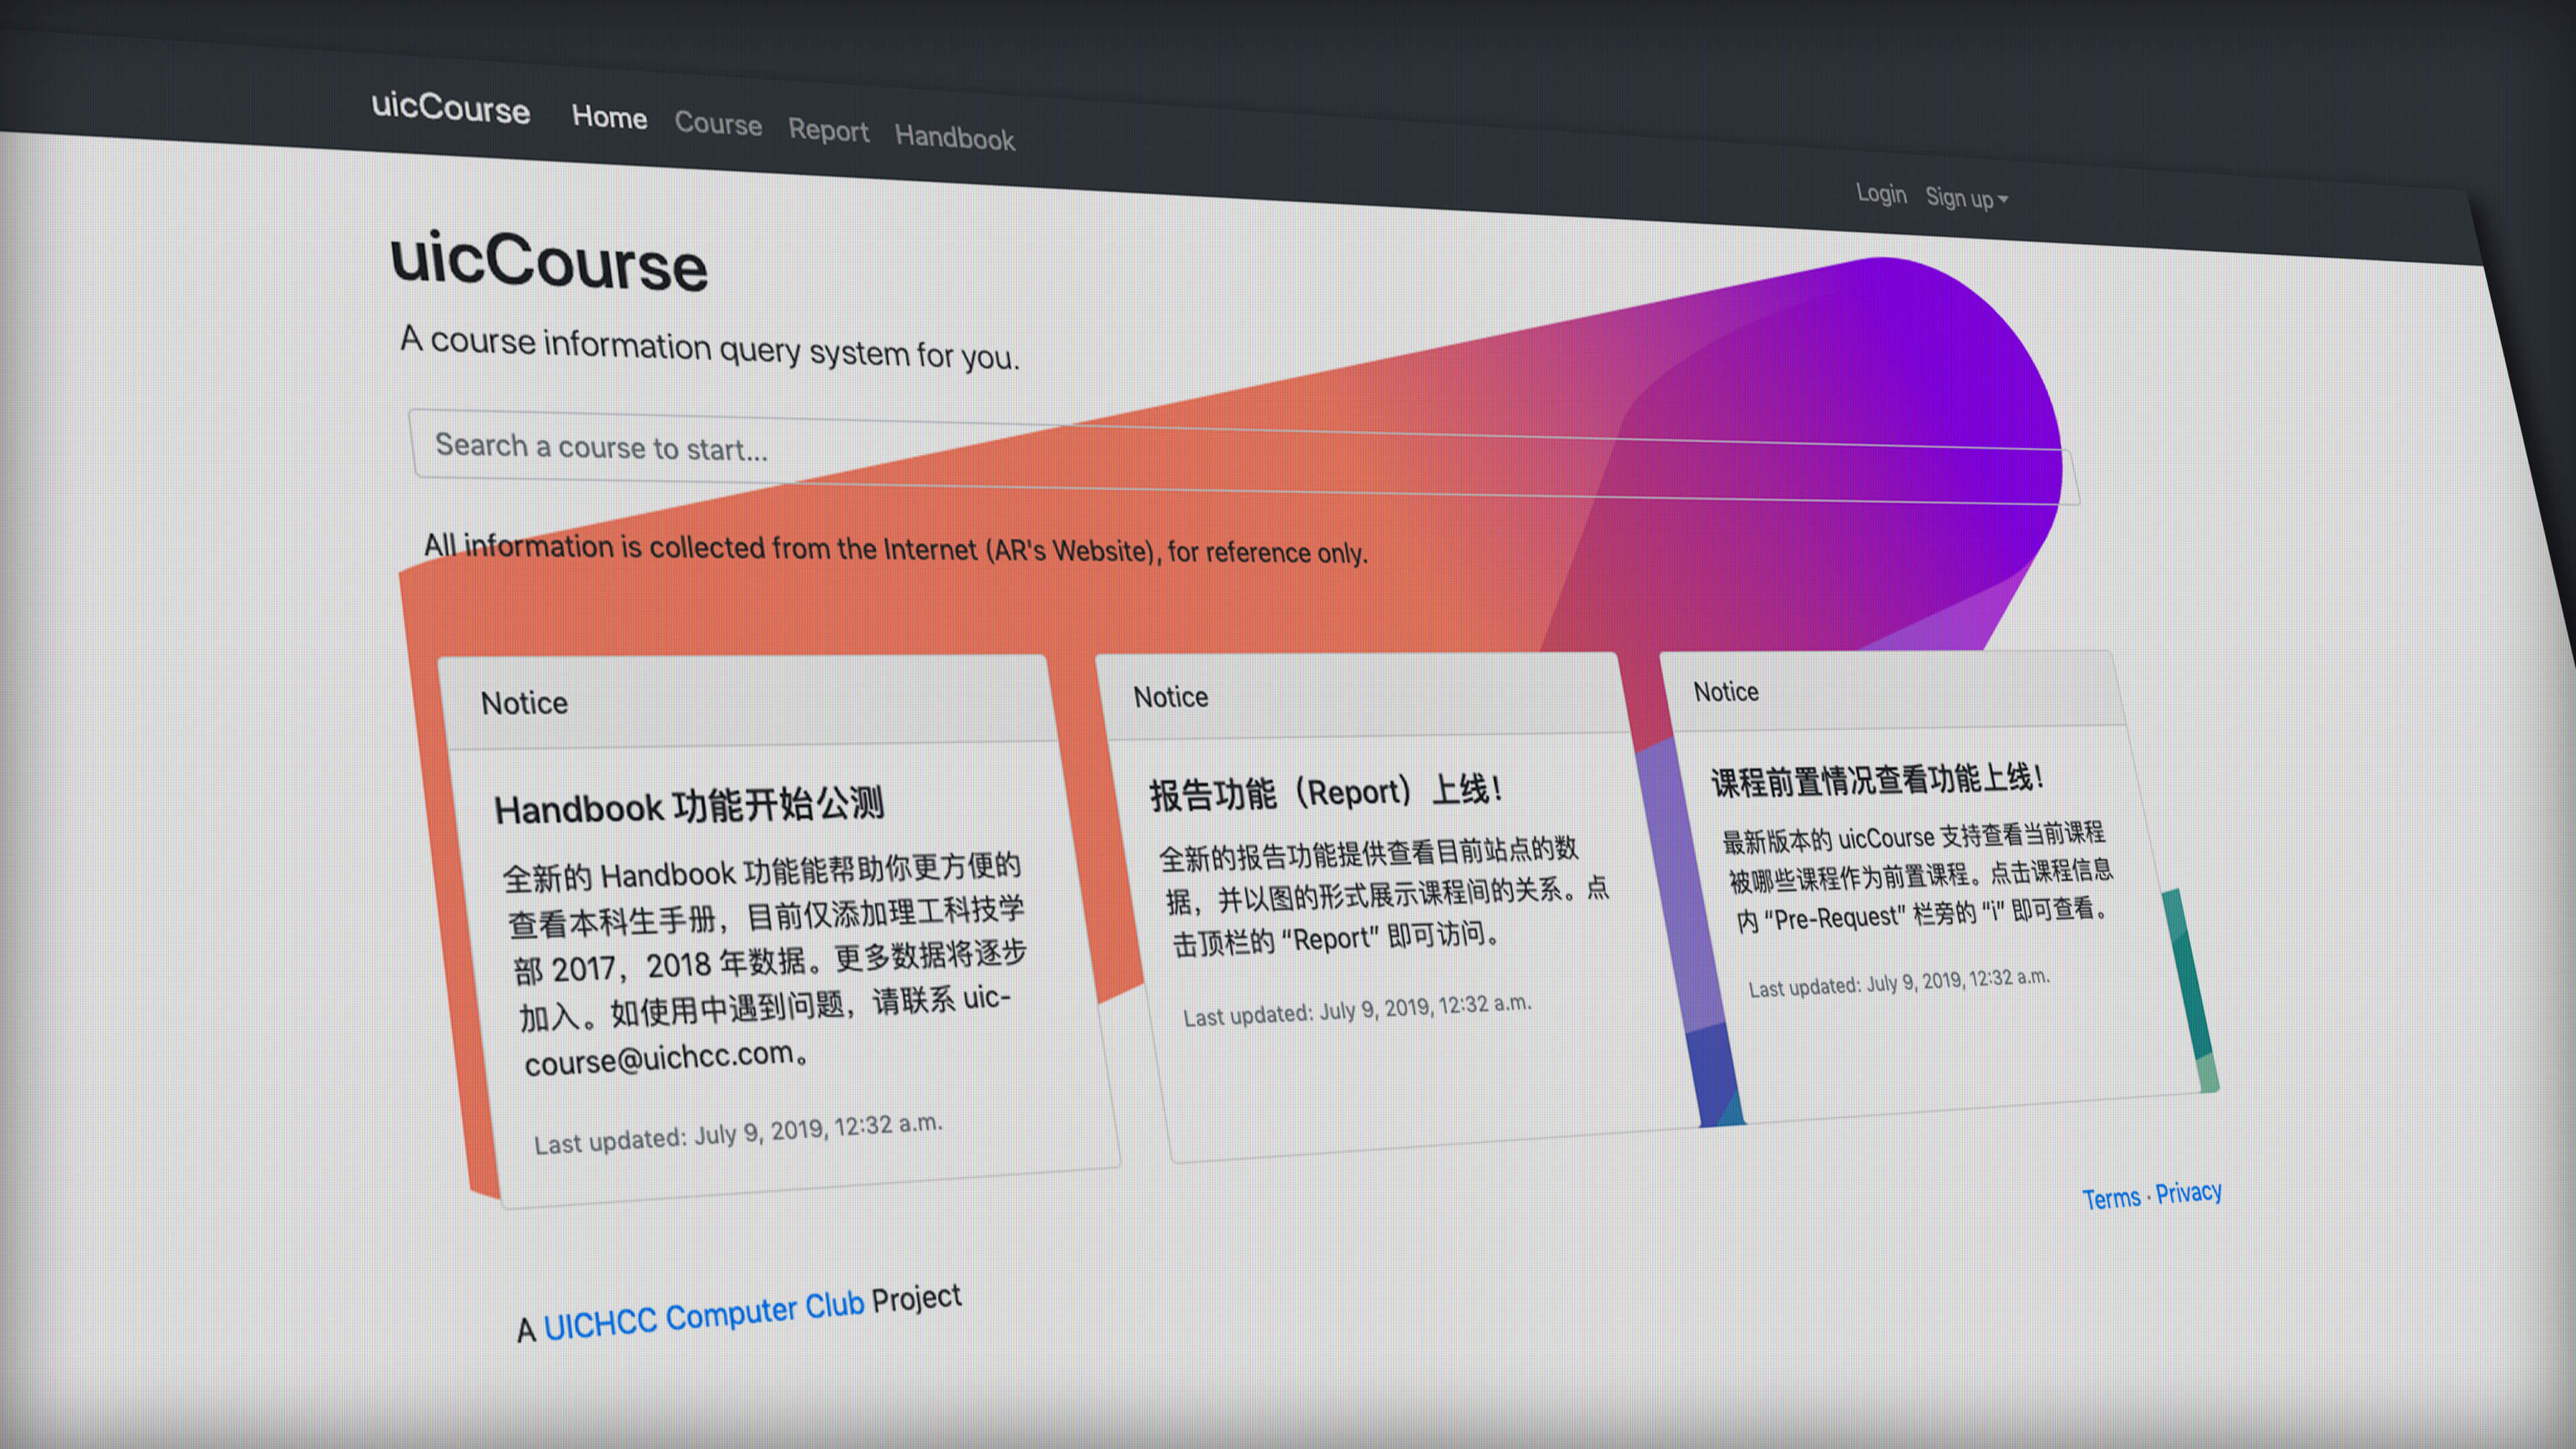 uicCourse Home Course Report Handbook
Login Sign up
uicCourse
A course information query system for you.
Search a course to start...
All information is collected from the Internet (AR's Website), for reference only.
Notice
Handbook 功能开始公测
全新的 Handbook 功能能帮助你更方便的
查看本科生手册，目前仅添加理工科技学
部 2017，2018 年数据。更多数据将逐步
加入。如使用中遇到问题，请联系 uic-
course@uichcc.com。
Last updated: July 9, 2019, 12:32 a.m.
Notice
报告功能（Report）上线！
全新的报告功能提供查看目前站点的数
据，并以图的形式展示课程间的关系。点
击顶栏的 “Report” 即可访问。
Last updated: July 9, 2019, 12:32 a.m.
Notice
课程前置情况查看功能上线！
最新版本的 uicCourse 支持查看当前课程
被哪些课程作为前置课程。点击课程信息
内 “Pre-Request” 栏旁的 “i” 即可查看。
Last updated: July 9, 2019, 12:32 a.m.
Terms · Privacy
A UICHCC Computer Club Project